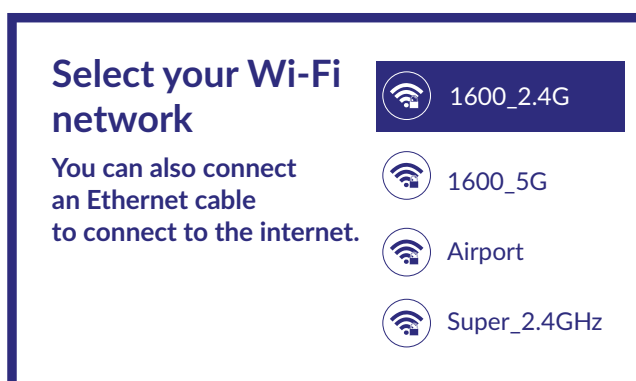 Select your Wi-Fi
network
You can also connect
an Ethernet cable
to connect to the internet.
1600_2.4G
1600_5G
Airport
Super_2.4GHz